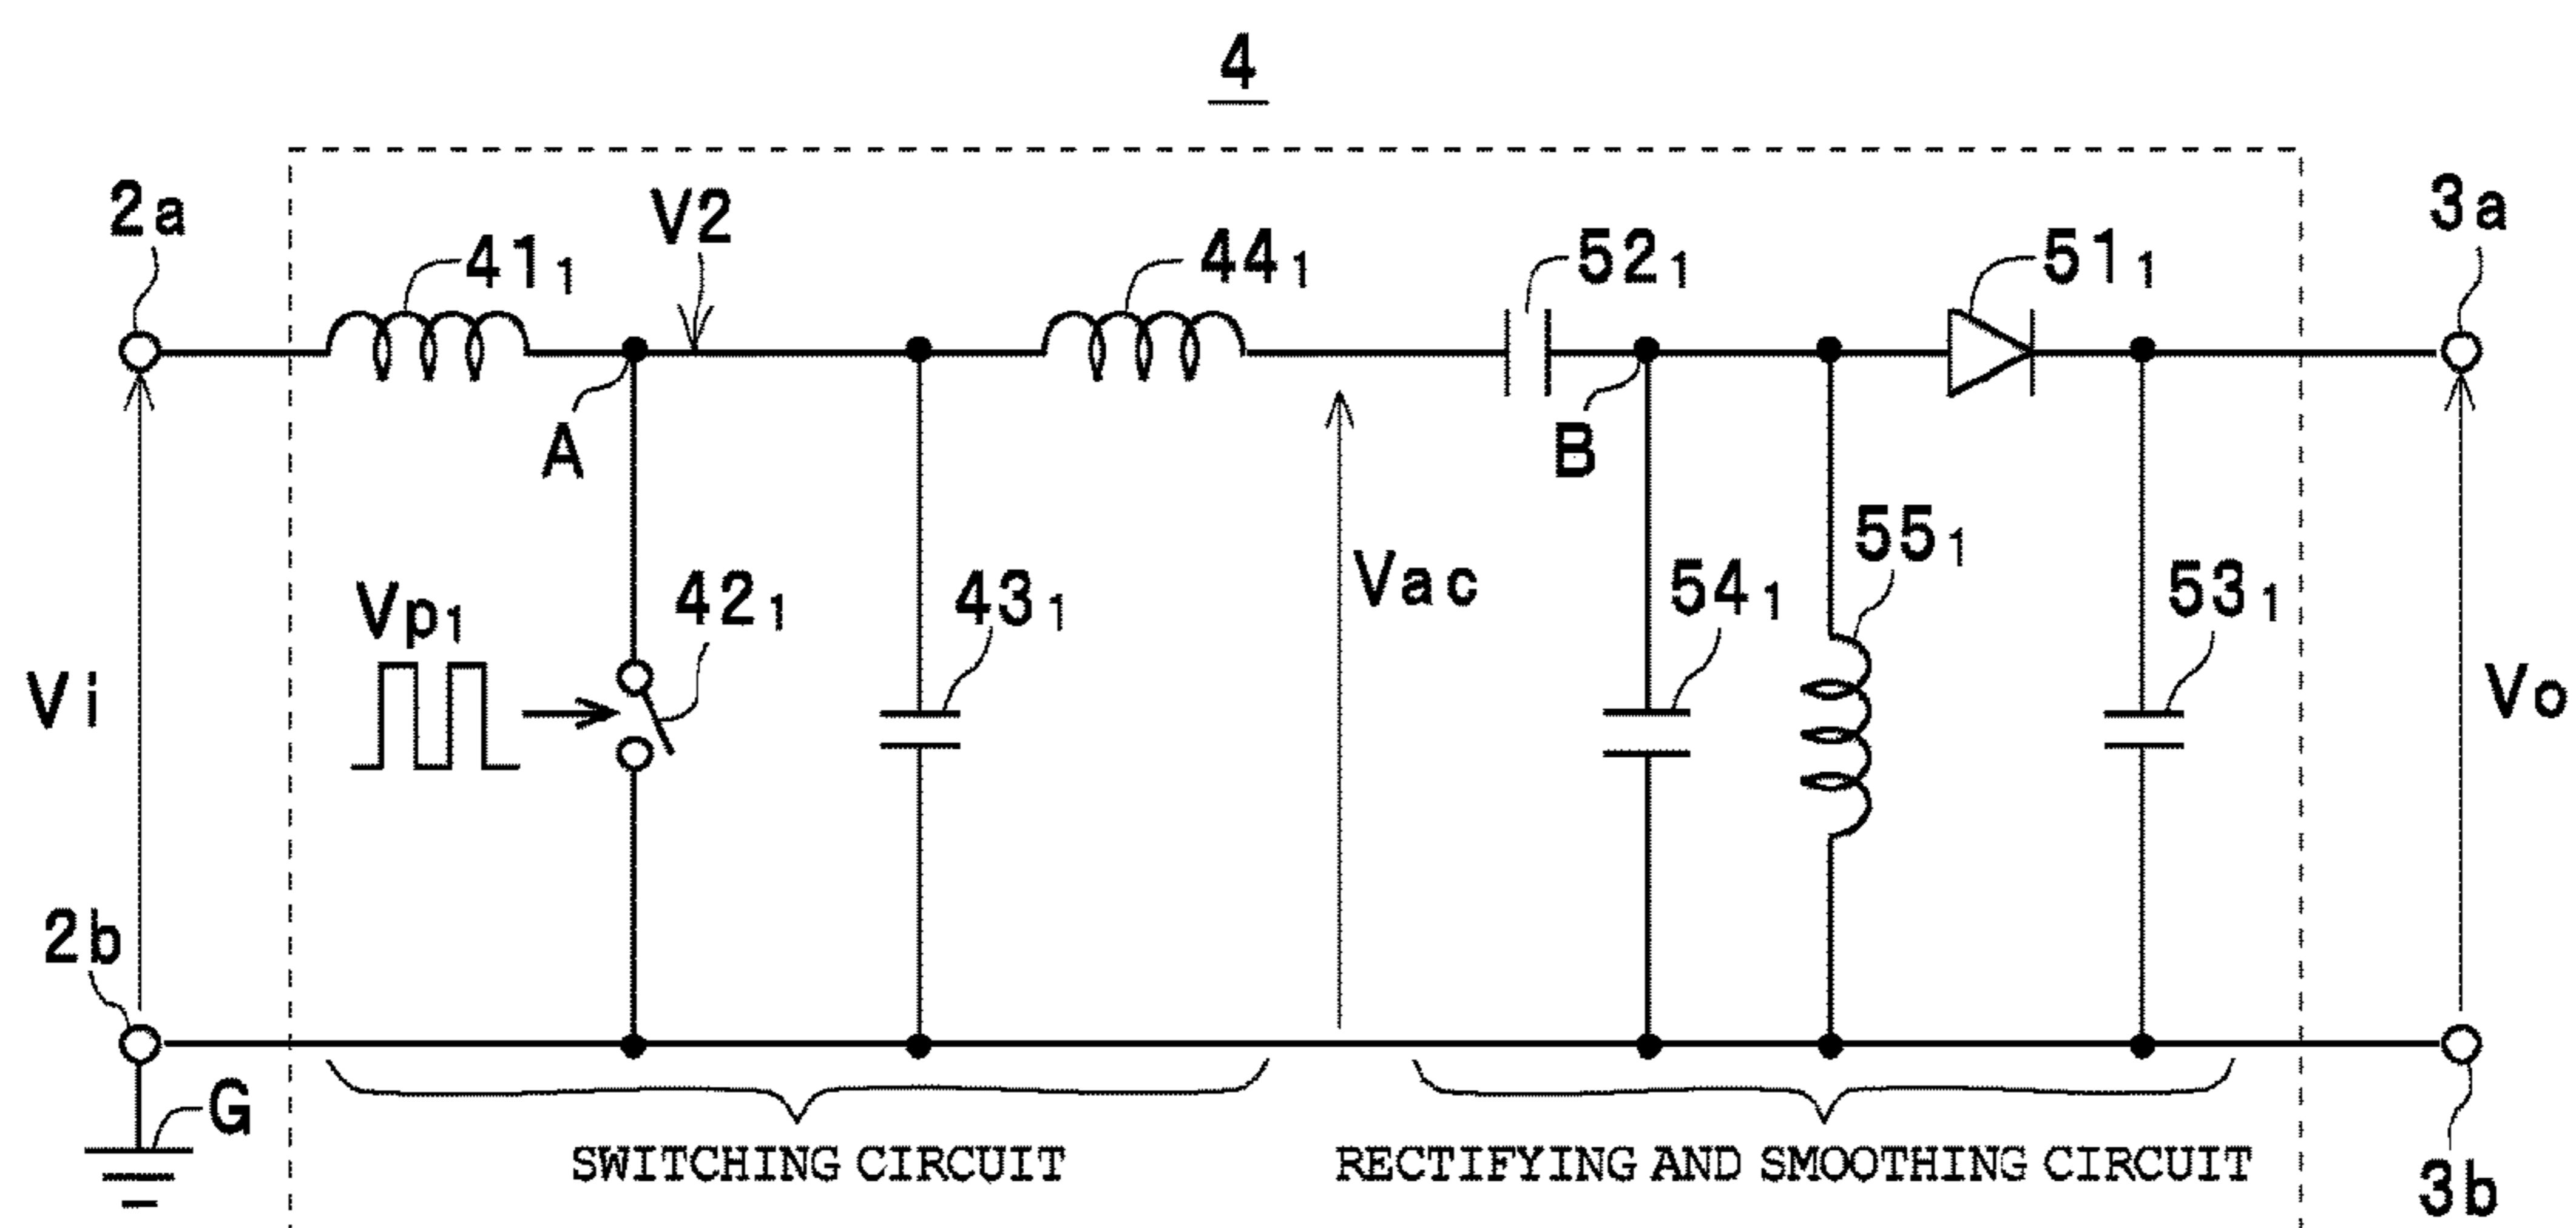 4
2a
41₁
V2
44₁
52₁
51₁
3a
A
B
Vp₁
42₁
43₁
Vac
54₁
55₁
53₁
Vi
Vo
2b
G
SWITCHING CIRCUIT
RECTIFYING AND SMOOTHING CIRCUIT
3b